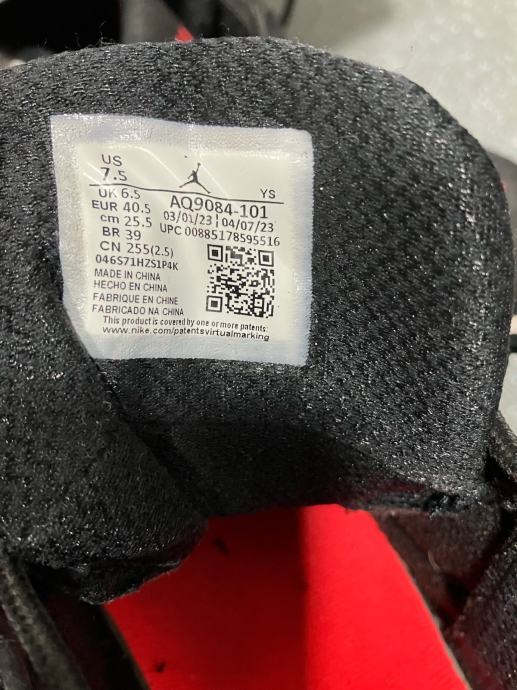 US
7.5
YS
UK 6.5
AQ9084-101
EUR 40.5
03/01/23 | 04/07/23
cm 25.5
UPC 00885178595516
BR 39
CN 255(2.5)
046S71HZS1P4K
MADE IN CHINA
HECHO EN CHINA
FABRIQUE EN CHINE
FABRICADO NA CHINA
This product is covered by one or more patents:
www.nike.com/patentsvirtualmarking